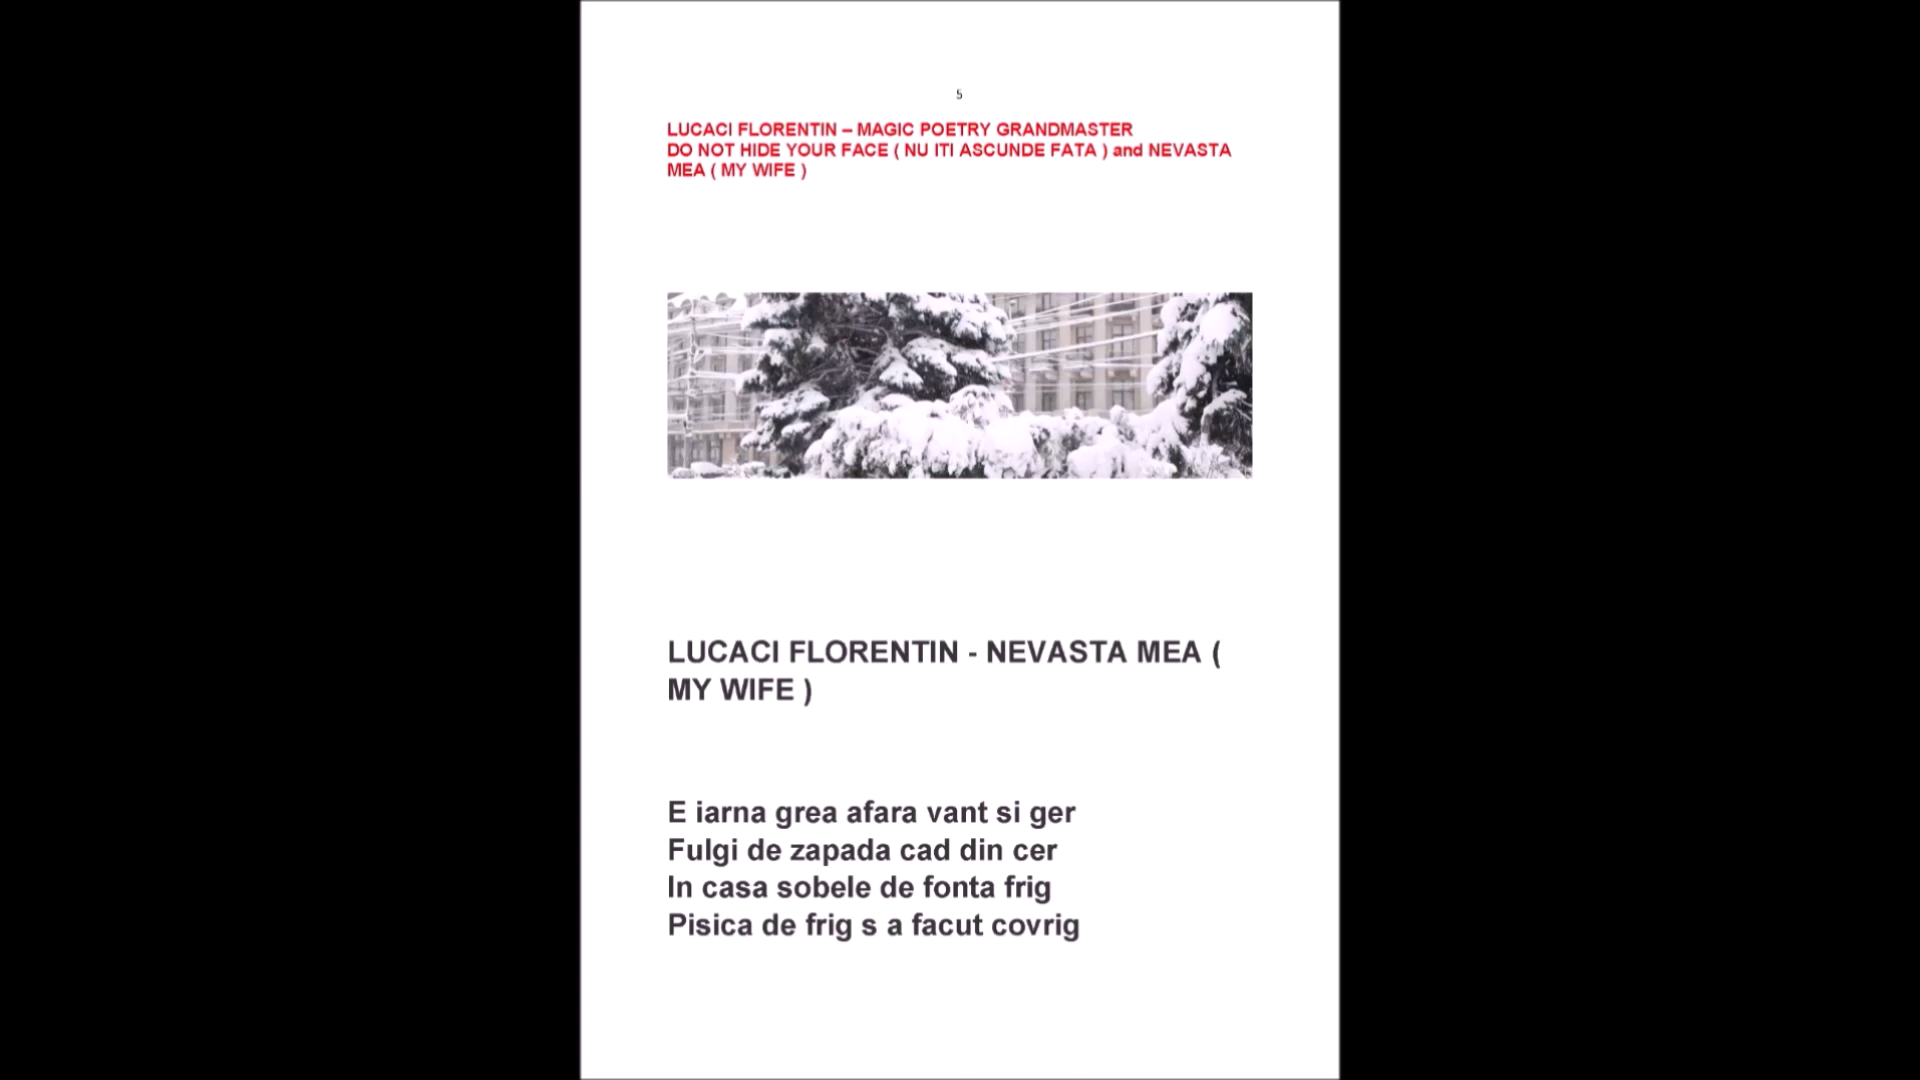 5
LUCACI FLORENTIN – MAGIC POETRY GRANDMASTER
DO NOT HIDE YOUR FACE ( NU ITI ASCUNDE FATA ) and NEVASTA
MEA ( MY WIFE )
LUCACI FLORENTIN - NEVASTA MEA (
MY WIFE )
E iarna grea afara vant si ger
Fulgi de zapada cad din cer
In casa sobele de fonta frig
Pisica de frig s a facut covrig